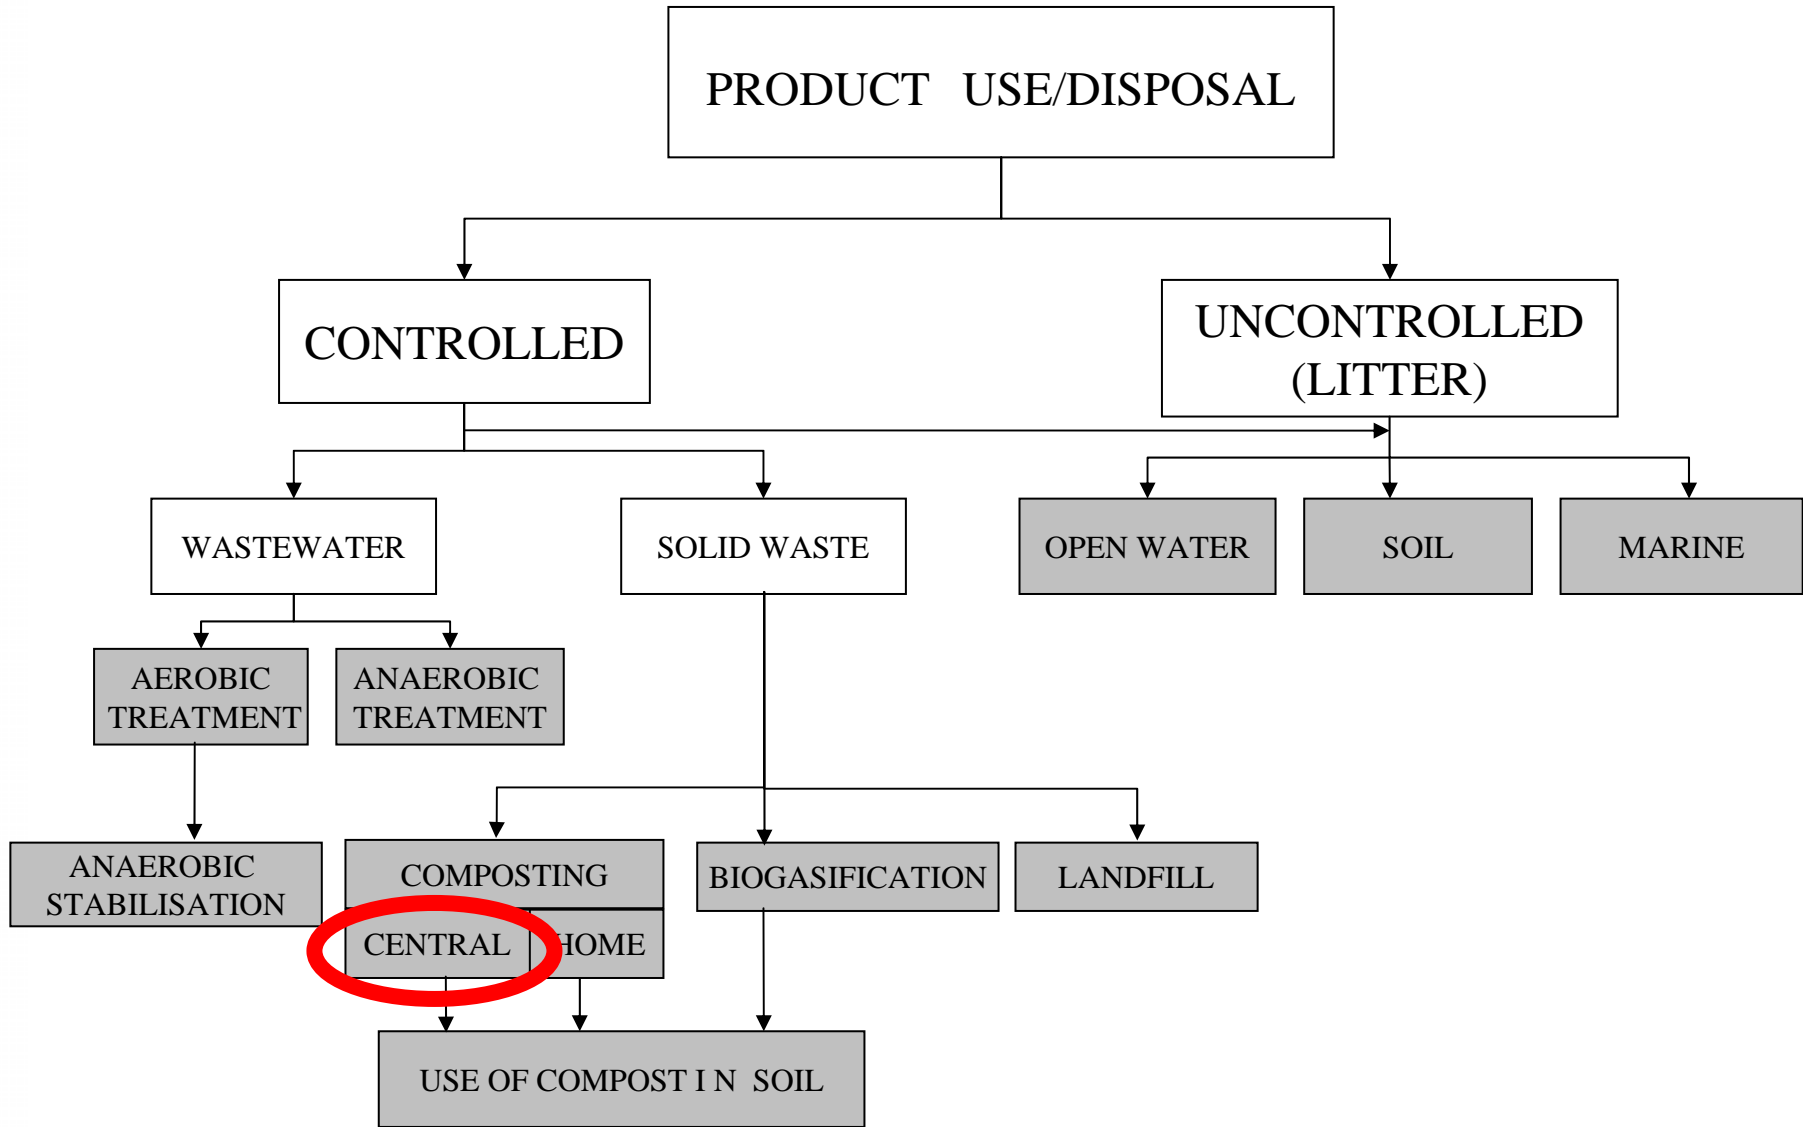 PRODUCT USE/DISPOSAL
CONTROLLED
UNCONTROLLED
(LITTER)
WASTEWATER
SOLID WASTE
OPEN WATER
SOIL
MARINE
AEROBIC
TREATMENT
ANAEROBIC
TREATMENT
ANAEROBIC
STABILISATION
COMPOSTING
BIOGASIFICATION
LANDFILL
CENTRAL
HOME
USE OF COMPOST I N SOIL